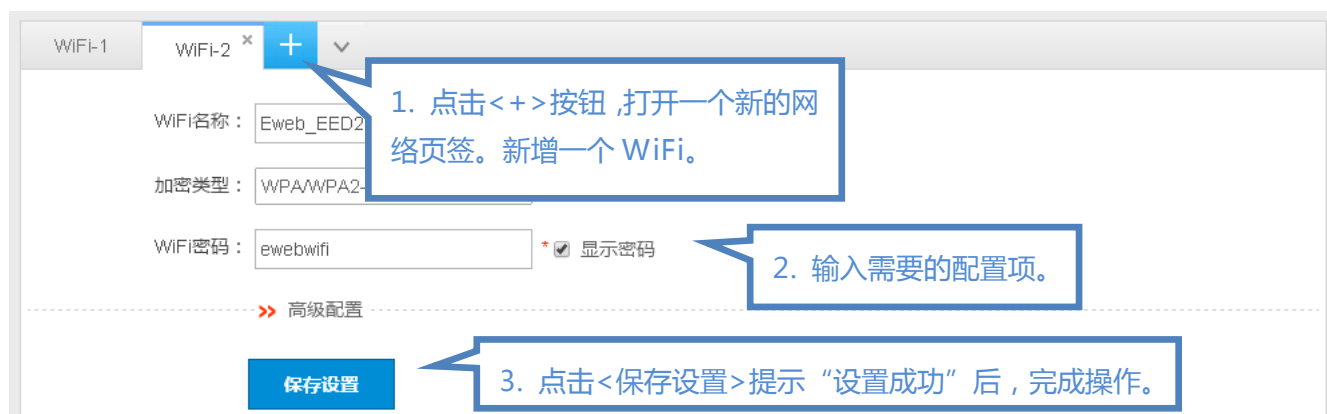 WiFi-1
WiFi-2 ×
+
1. 点击<+>按钮,打开一个新的网
络页签。新增一个 WiFi。
WiFi名称： Eweb_EED2
加密类型： WPA/WPA2-
WiFi密码： ewebwifi * 显示密码
2. 输入需要的配置项。
>> 高级配置
保存设置
3. 点击<保存设置>提示“设置成功”后，完成操作。